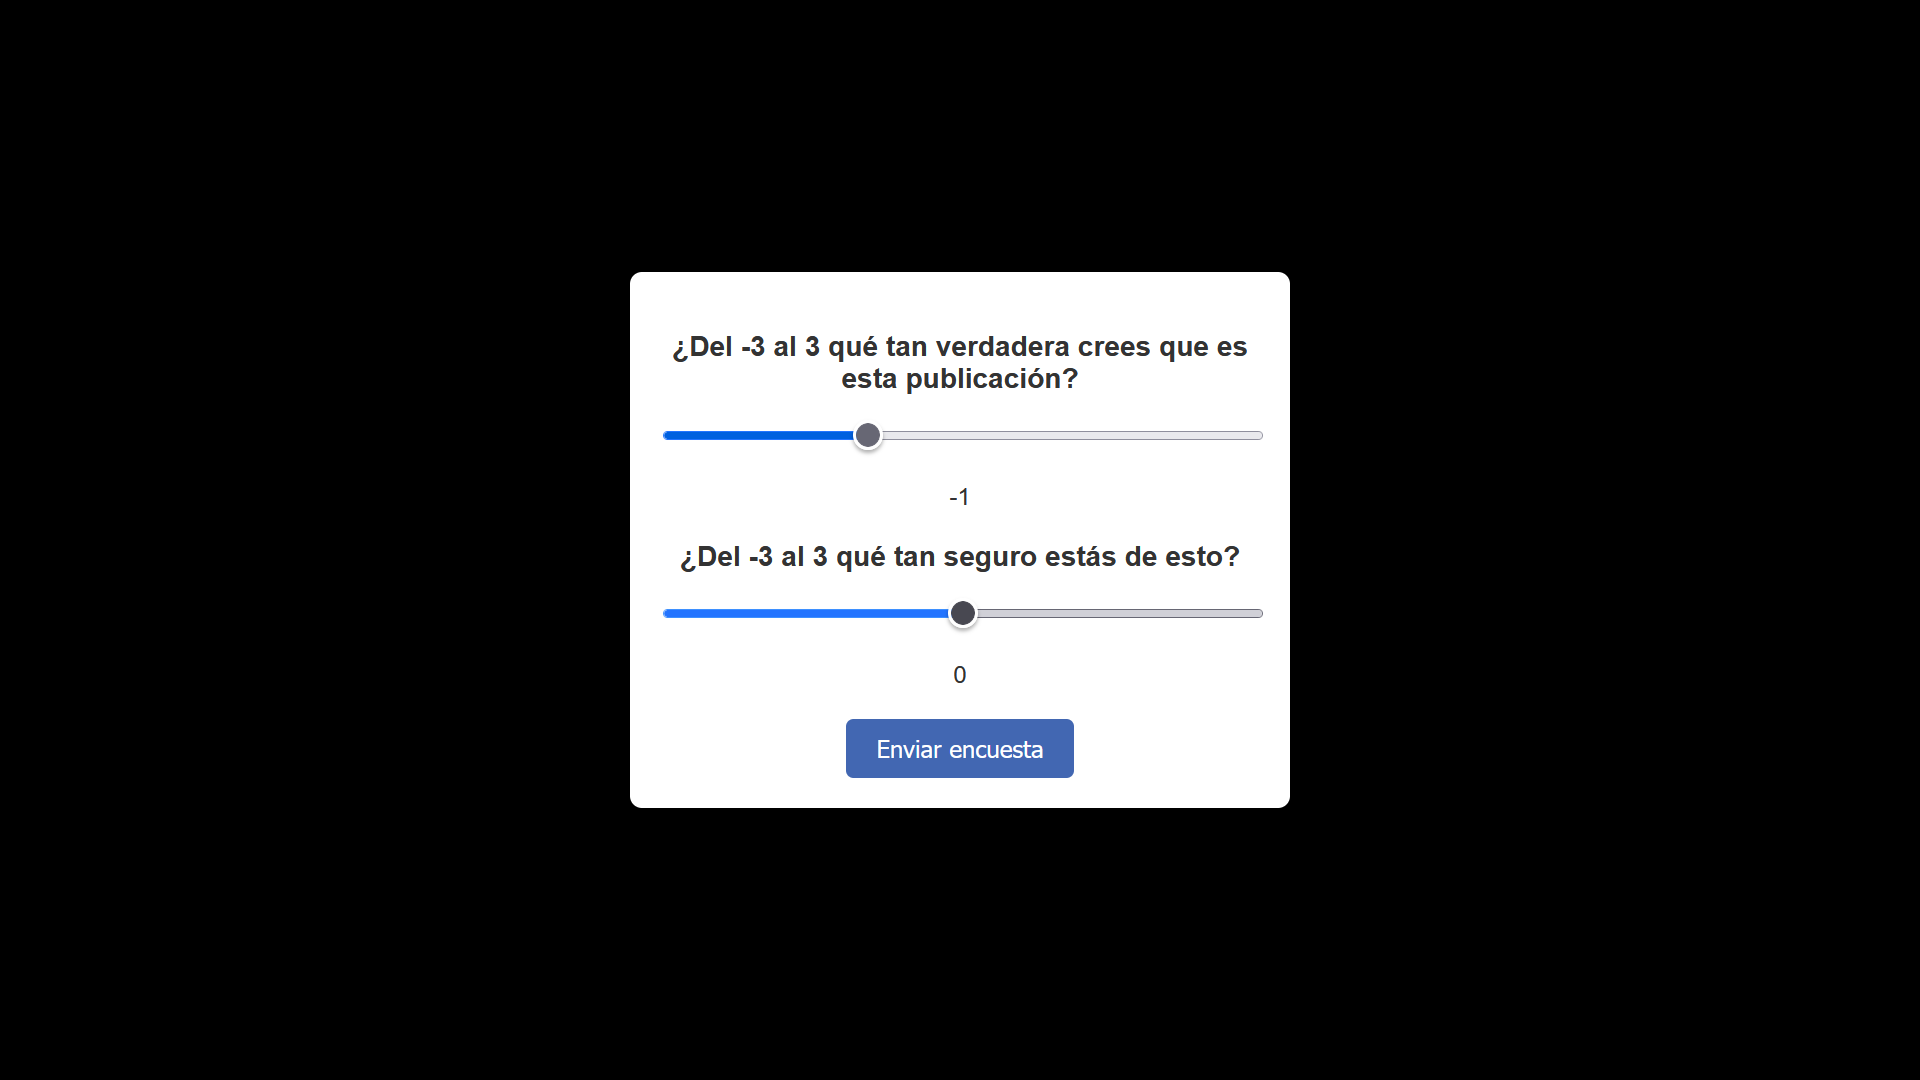 ¿Del -3 al 3 qué tan verdadera crees que es
esta publicación?
-1
¿Del -3 al 3 qué tan seguro estás de esto?
0
Enviar encuesta